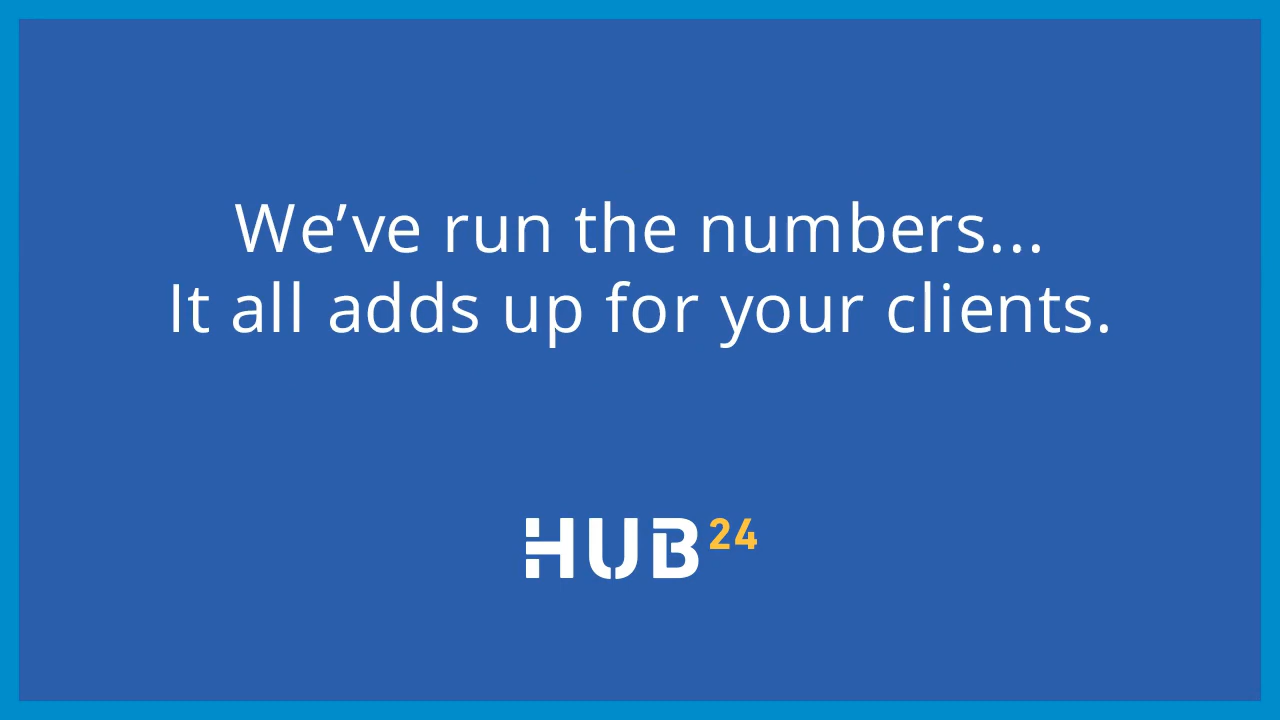 We’ve run the numbers...
It all adds up for your clients.
HUB24